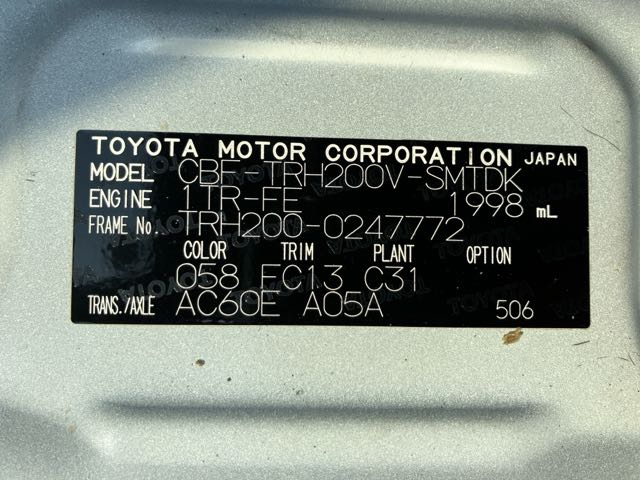 TOYOTA MOTOR CORPORATION JAPAN
MODEL CBF-TRH200V-SMTDK
ENGINE 1TR-FE 1998 mL
FRAME No. TRH200-0247772
COLOR TRIM PLANT OPTION
058 FC13 C31
TRANS./AXLE AC60E A05A 506